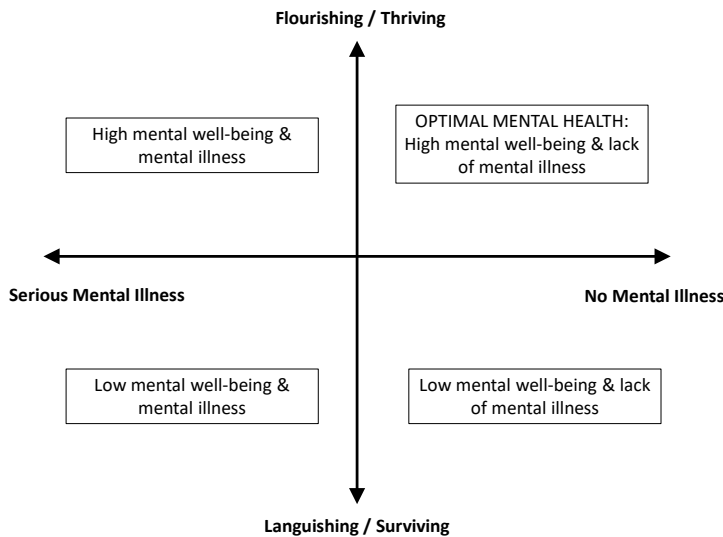 Flourishing / Thriving
High mental well-being &
mental illness
OPTIMAL MENTAL HEALTH:
High mental well-being & lack
of mental illness
Serious Mental Illness
No Mental Illness
Low mental well-being &
mental illness
Low mental well-being & lack
of mental illness
Languishing / Surviving